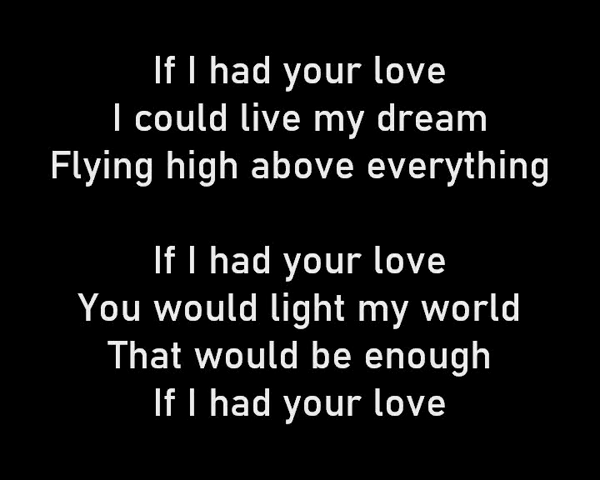 If I had your love
I could live my dream
Flying high above everything
If I had your love
You would light my world
That would be enough
If I had your love